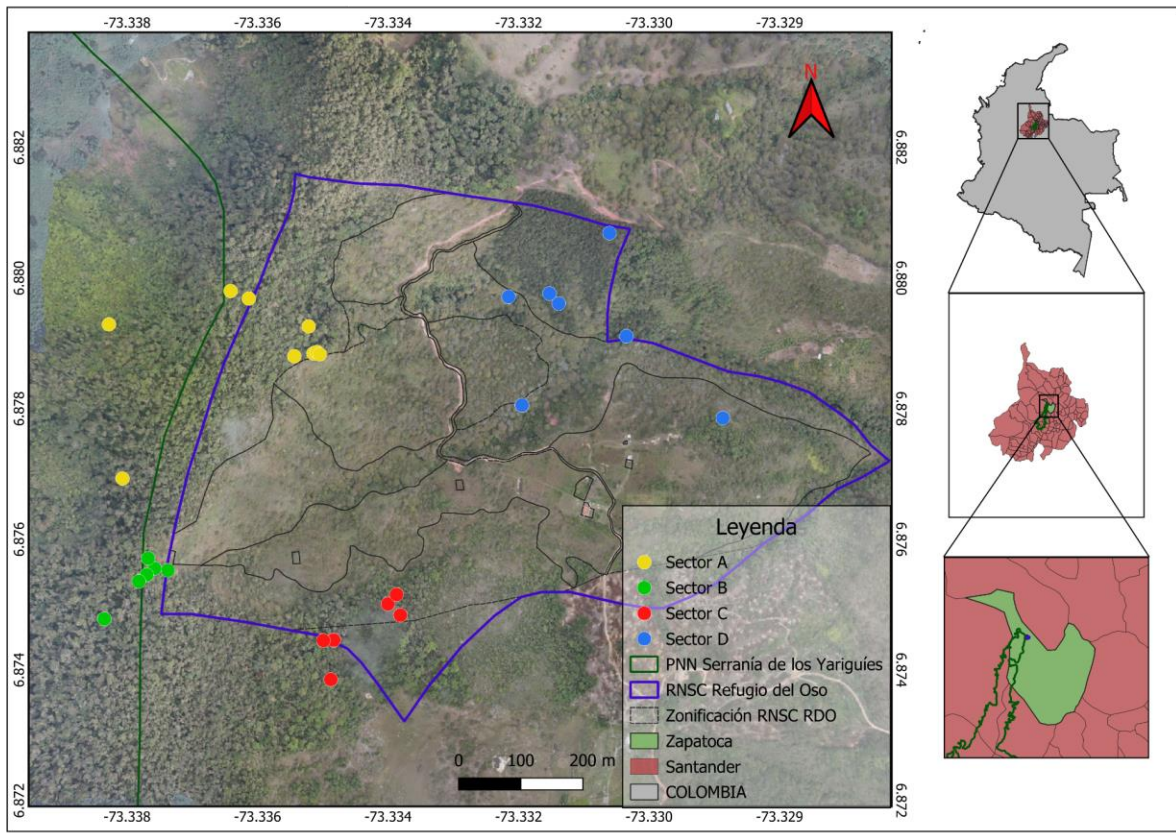 -73.338 -73.336 -73.334 -73.332 -73.330 -73.329
N
6.882
6.880
6.878
6.876
6.874
6.872
6.882
6.880
6.878
6.876
6.874
6.872
Leyenda
Sector A
Sector B
Sector C
Sector D
PNN Serranía de los Yariguíes
RNSC Refugio del Oso
Zonificación RNSC RDO
Zapatoca
Santander
COLOMBIA
0 100 200 m
-73.338 -73.336 -73.334 -73.332 -73.330 -73.329